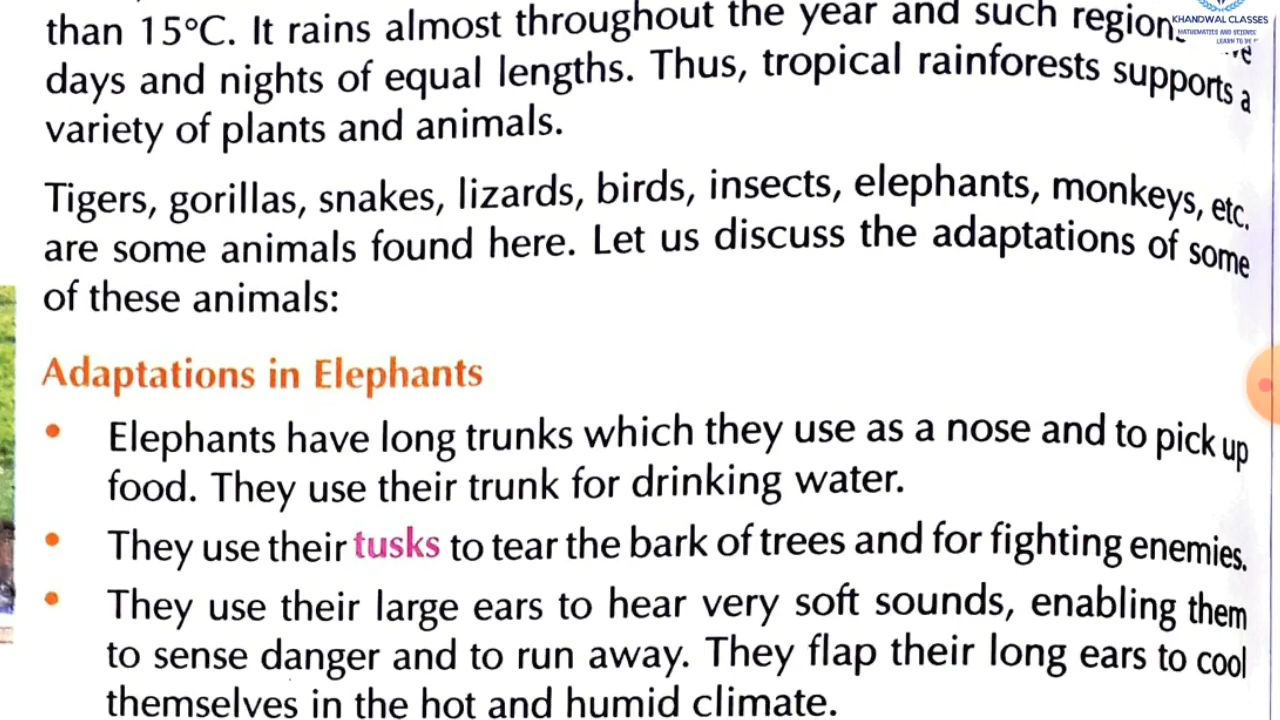 than 15°C. It rains almost throughout the year and such region
days and nights of equal lengths. Thus, tropical rainforests supports a
variety of plants and animals.
Tigers, gorillas, snakes, lizards, birds, insects, elephants, monkeys, etc.
are some animals found here. Let us discuss the adaptations of some
of these animals:
Adaptations in Elephants
• Elephants have long trunks which they use as a nose and to pick up
food. They use their trunk for drinking water.
• They use their tusks to tear the bark of trees and for fighting enemies.
• They use their large ears to hear very soft sounds, enabling them
to sense danger and to run away. They flap their long ears to cool
themselves in the hot and humid climate.
KHANDWAL CLASSES
MATHEMATICS AND SCIENCE